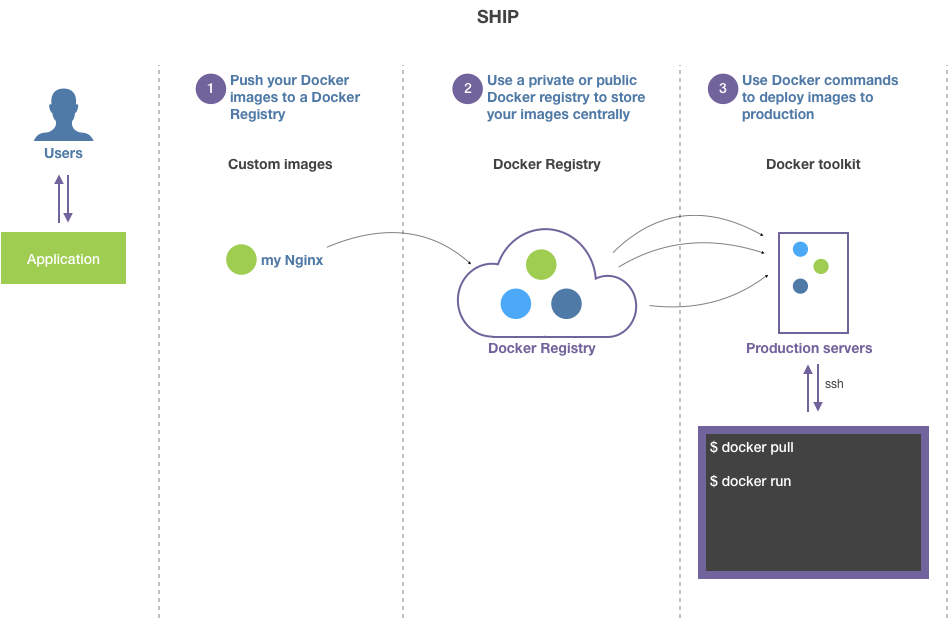 SHIP
Users
Application
1
Push your Docker
images to a Docker
Registry
Custom images
my Nginx
2
Use a private or public
Docker registry to store
your images centrally
Docker Registry
Docker Registry
3
Use Docker commands
to deploy images to
production
Docker toolkit
Production servers
ssh
$ docker pull
$ docker run